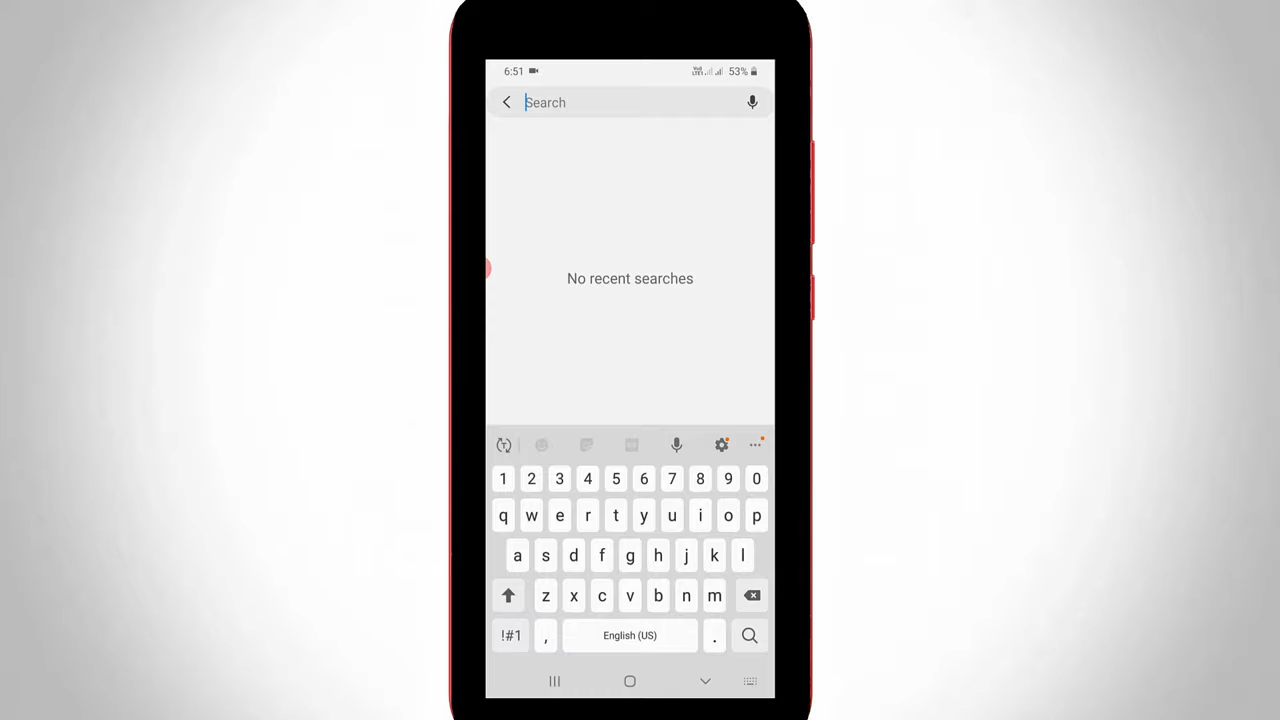 6:51 53%
Search
No recent searches
1 2 3 4 5 6 7 8 9 0
q w e r t y u i o p
a s d f g h j k l
z x c v b n m
!#1 , English (US) .